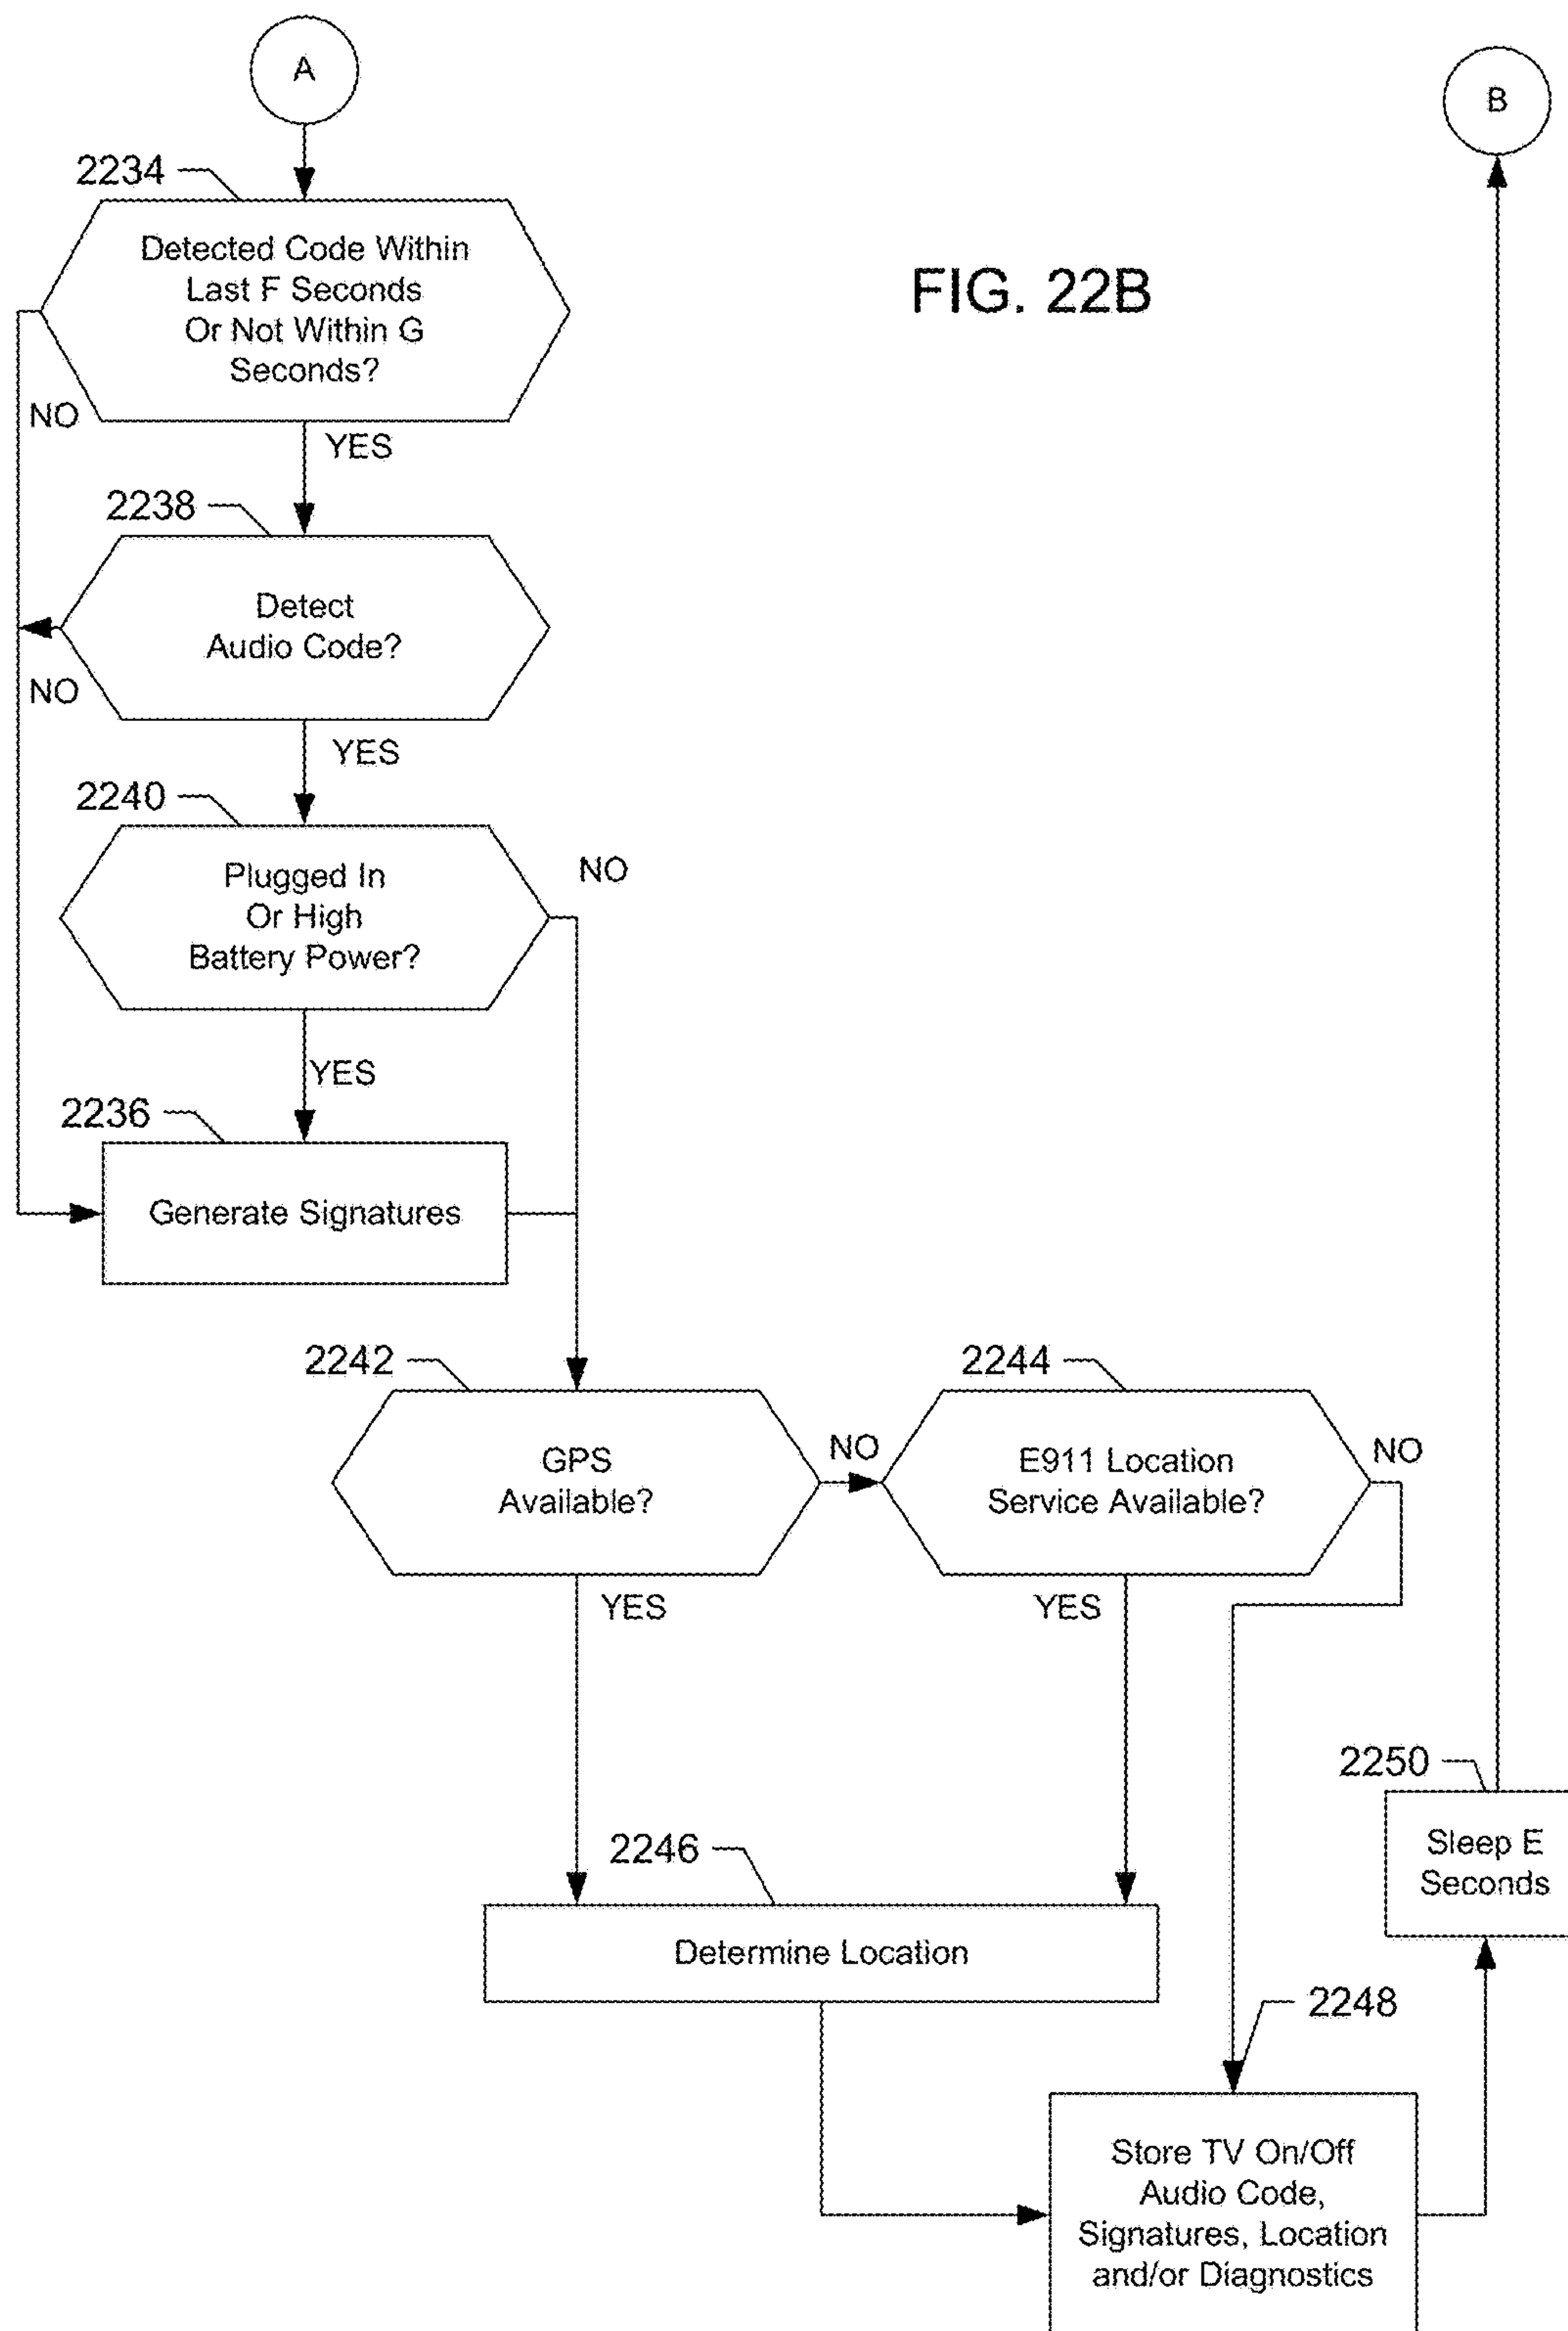 A
B
2234
Detected Code Within
Last F Seconds
Or Not Within G
Seconds?
FIG. 22B
NO
YES
2238
Detect
Audio Code?
NO
YES
2240
Plugged In
Or High
Battery Power?
NO
YES
2236
Generate Signatures
2242
GPS
Available?
NO
2244
E911 Location
Service Available?
NO
YES
YES
2250
Sleep E
Seconds
2246
Determine Location
2248
Store TV On/Off
Audio Code,
Signatures, Location
and/or Diagnostics